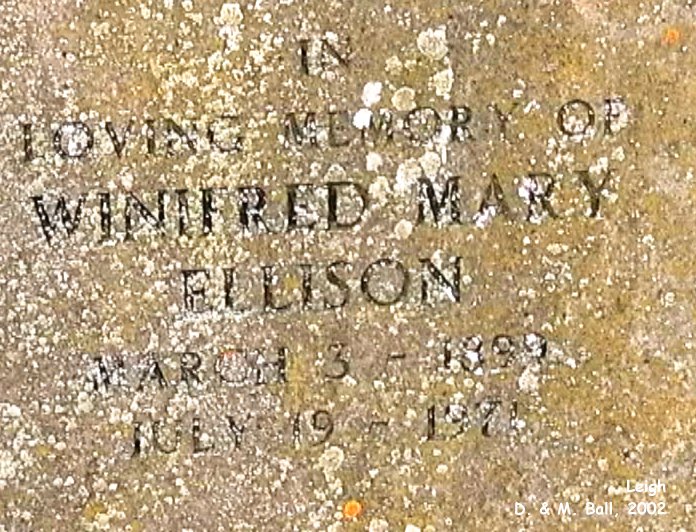 IN
LOVING MEMORY OF
WINIFRED MARY
ELLISON
MARCH 3 - 1899
JULY 19 - 1971
Leigh
D. & M. Ball, 2002